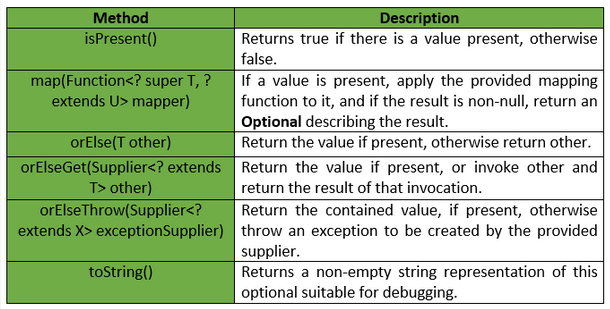 Method Description
isPresent() Returns true if there is a value present, otherwise
false.
map(Function<? super T, ?
extends U> mapper)
If a value is present, apply the provided mapping
function to it, and if the result is non-null, return an
Optional describing the result.
orElse(T other) Return the value if present, otherwise return other.
orElseGet(Supplier<? extends
T> other)
Return the value if present, or invoke other and
return the result of that invocation.
orElseThrow(Supplier<?
extends X> exceptionSupplier)
Return the contained value, if present, otherwise
throw an exception to be created by the provided
supplier.
toString() Returns a non-empty string representation of this
optional suitable for debugging.